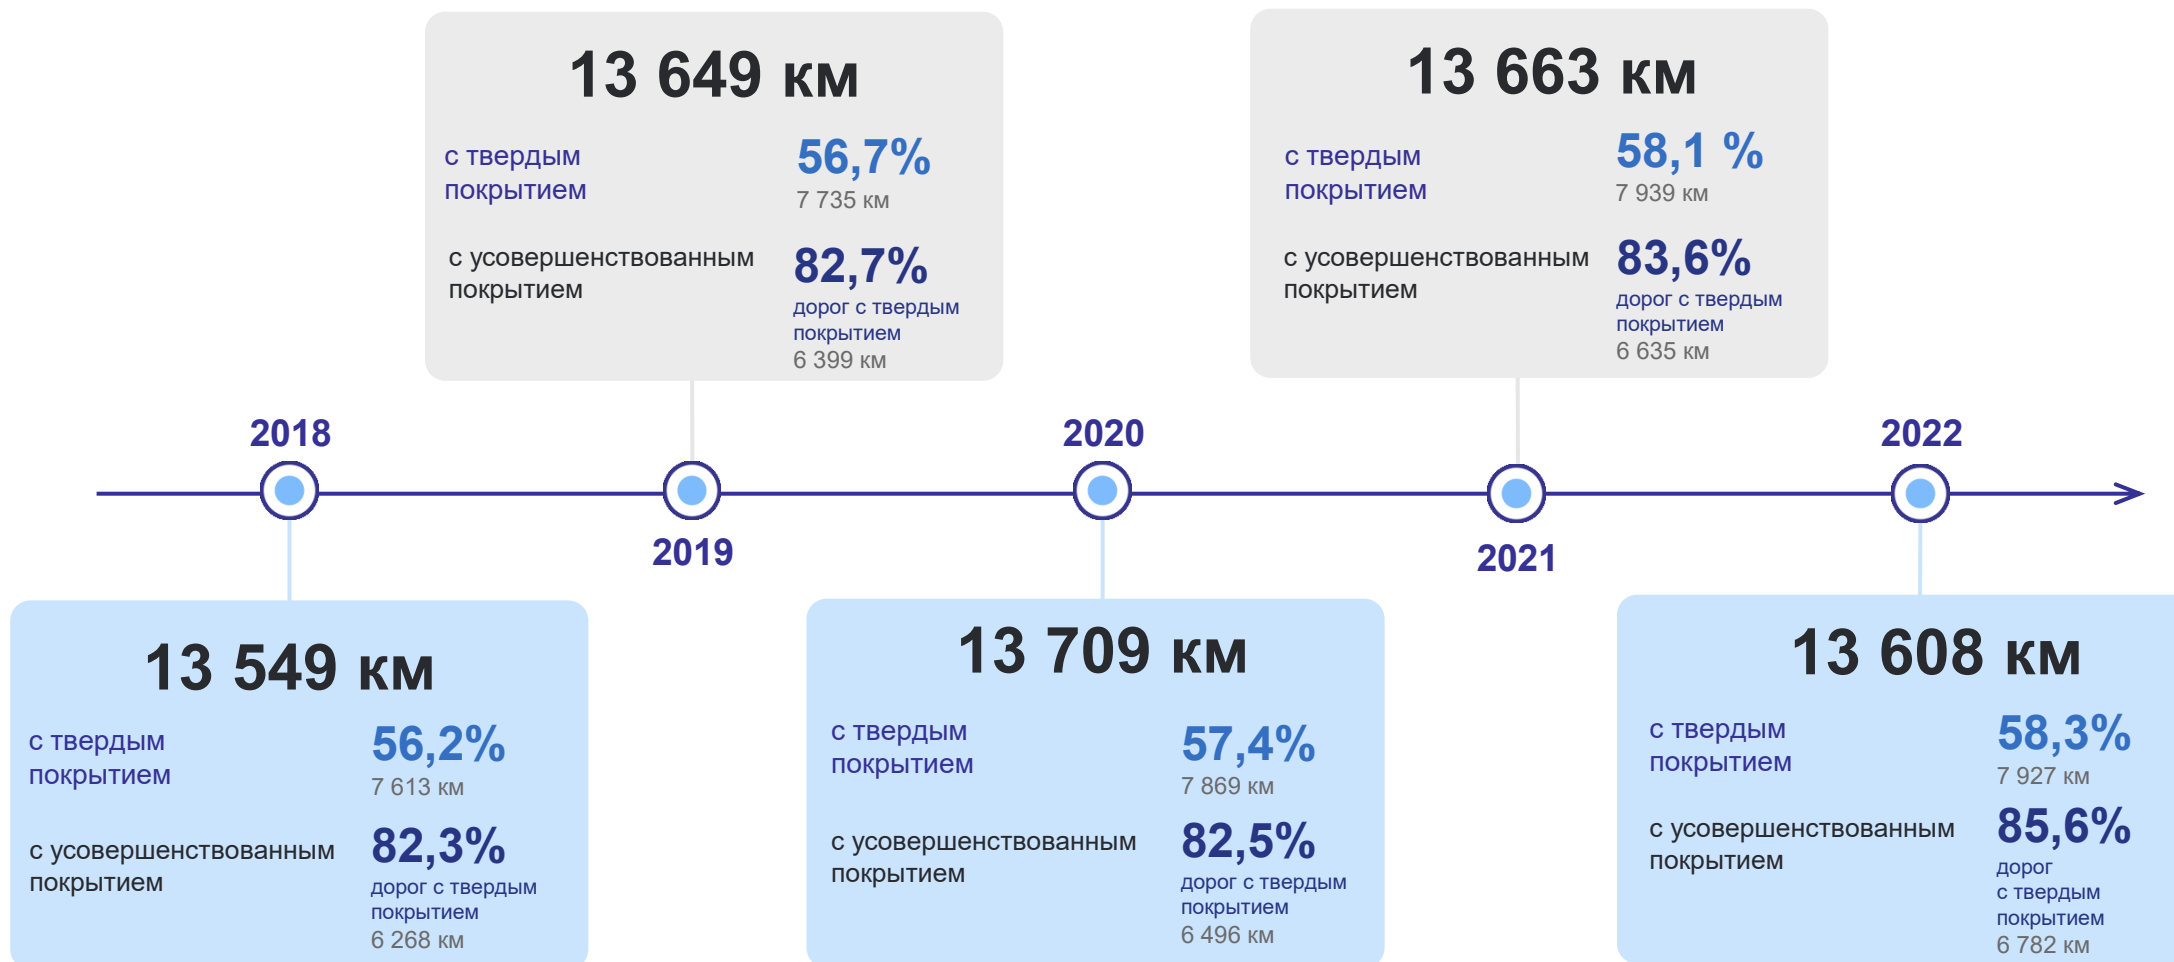 13 649 км
с твердым
покрытием
56,7%
7 735 км
с усовершенствованным
покрытием
82,7%
дорог с твердым
покрытием
6 399 км
13 663 км
с твердым
покрытием
58,1 %
7 939 км
с усовершенствованным
покрытием
83,6%
дорог с твердым
покрытием
6 635 км
2018
2019
2020
2021
2022
13 549 км
с твердым
покрытием
56,2%
7 613 км
с усовершенствованным
покрытием
82,3%
дорог с твердым
покрытием
6 268 км
13 709 км
с твердым
покрытием
57,4%
7 869 км
с усовершенствованным
покрытием
82,5%
дорог с твердым
покрытием
6 496 км
13 608 км
с твердым
покрытием
58,3%
7 927 км
с усовершенствованным
покрытием
85,6%
дорог
с твердым
покрытием
6 782 км